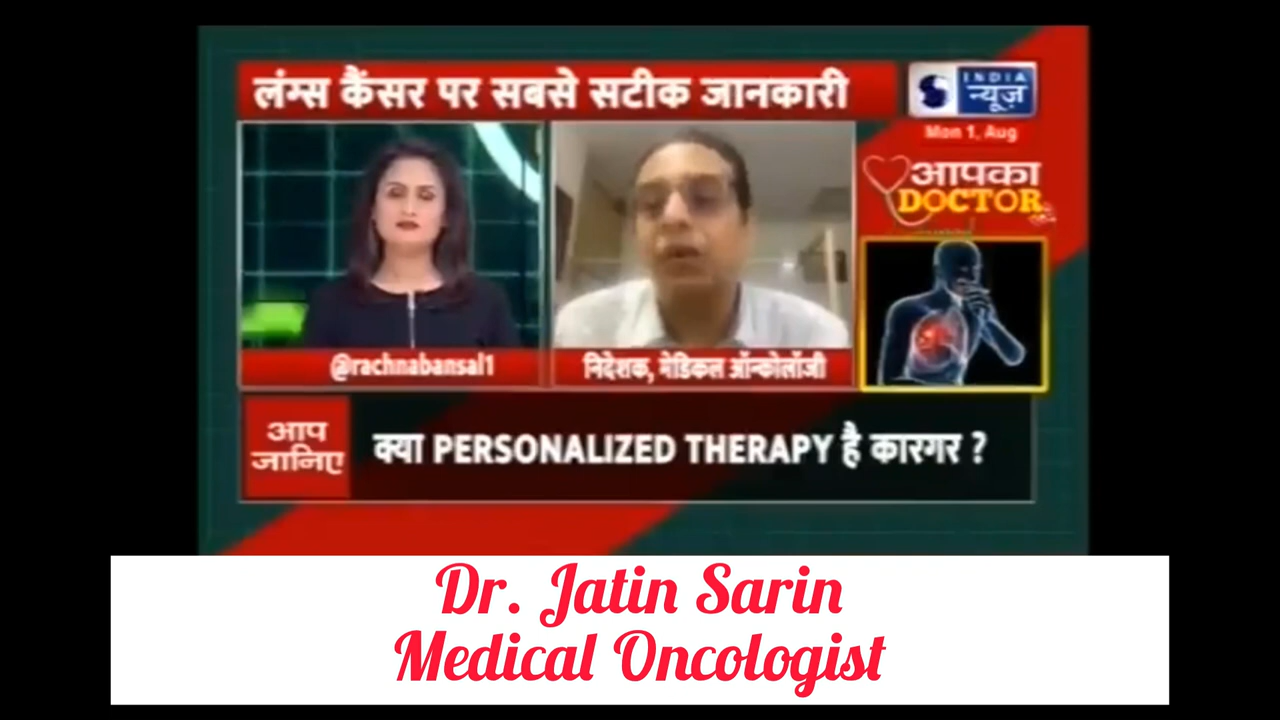 लंग्स कैंसर पर सबसे सटीक जानकारी
INDIA
न्यूज़
Mon 1, Aug
आपका
DOCTOR
@rachnabansal1
निदेशक, मेडिकल ऑन्कोलॉजी
आप
जानिए
क्या PERSONALIZED THERAPY है कारगर ?
Dr. Jatin Sarin
Medical Oncologist